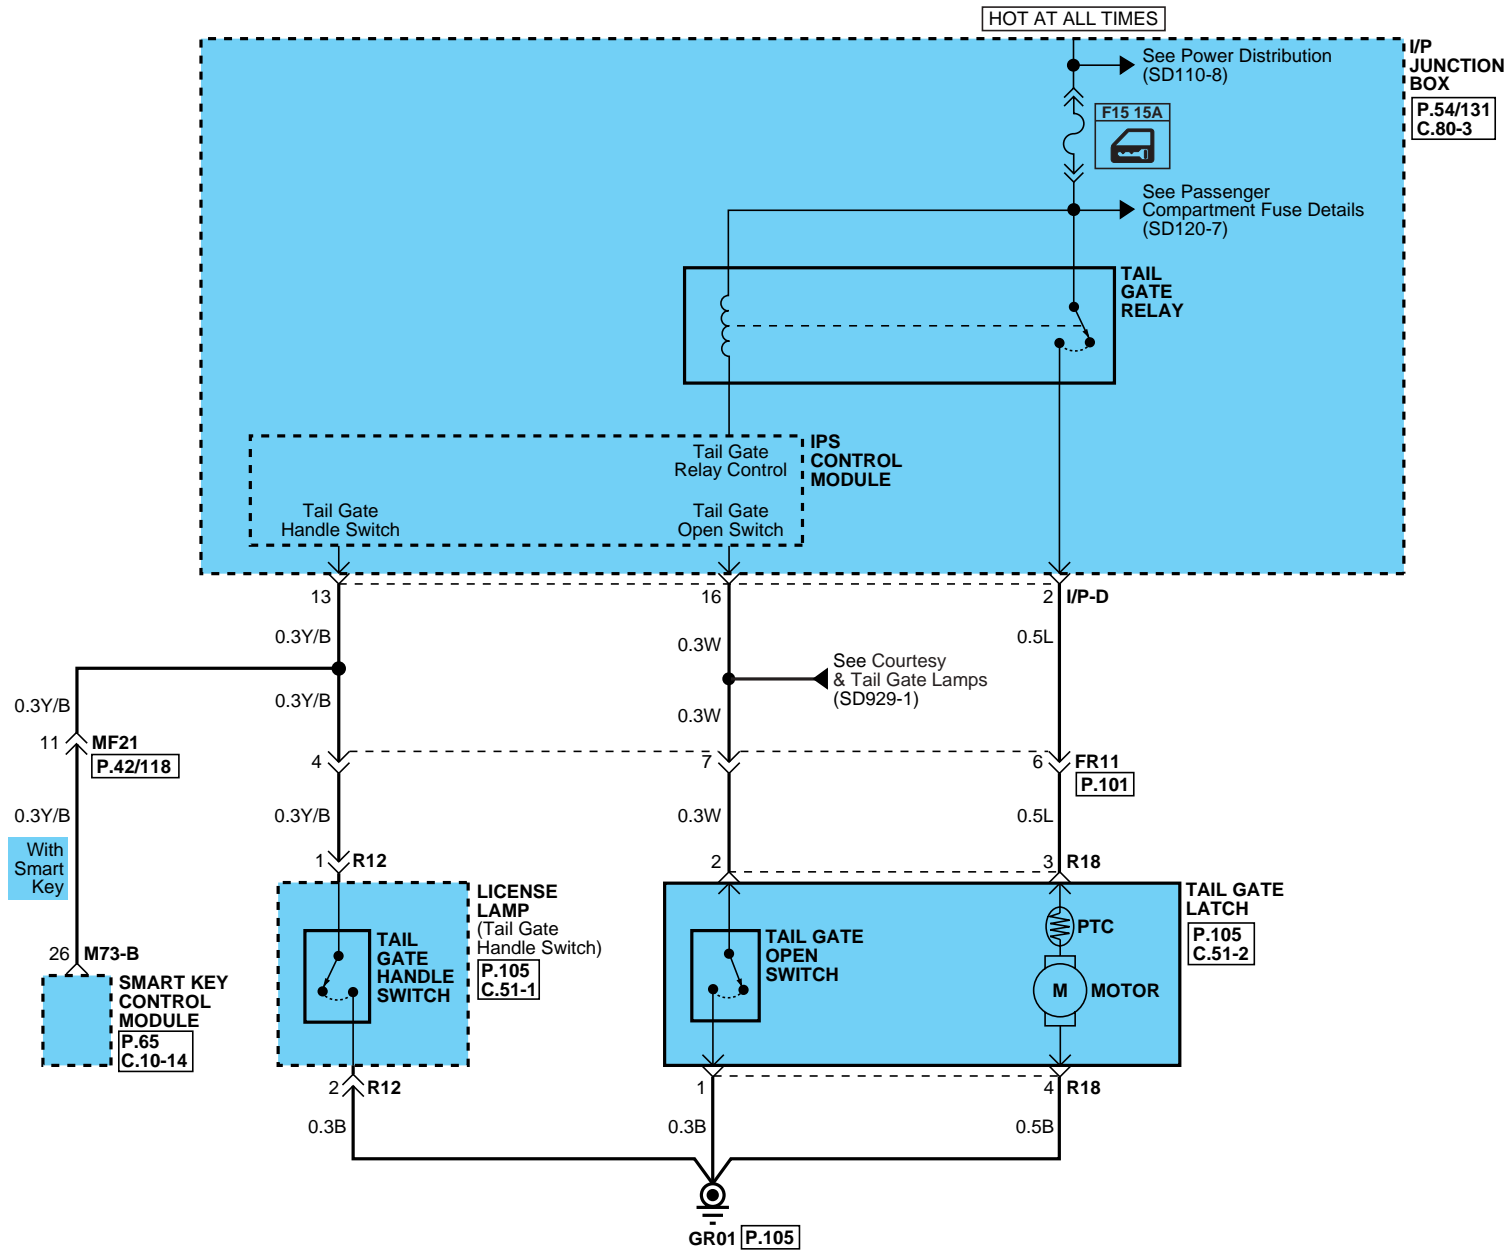 HOT AT ALL TIMES
See Power Distribution
(SD110-8)
I/P
JUNCTION
BOX
P.54/131
C.80-3
F15 15A
See Passenger
Compartment Fuse Details
(SD120-7)
TAIL
GATE
RELAY
Tail Gate
Relay Control
IPS
CONTROL
MODULE
Tail Gate
Handle Switch
Tail Gate
Open Switch
13
16
2
I/P-D
0.3Y/B
0.3W
0.5L
See Courtesy
& Tail Gate Lamps
(SD929-1)
0.3Y/B
0.3Y/B
0.3W
11
MF21
P.42/118
4
7
6
FR11
P.101
0.3Y/B
0.3Y/B
0.3W
0.5L
With
Smart
Key
1
R12
2
3
R18
LICENSE
LAMP
(Tail Gate
Handle Switch)
P.105
C.51-1
TAIL GATE
LATCH
P.105
C.51-2
TAIL
GATE
HANDLE
SWITCH
TAIL GATE
OPEN
SWITCH
PTC
M
MOTOR
26
M73-B
SMART KEY
CONTROL
MODULE
P.65
C.10-14
2
R12
1
4
R18
0.3B
0.3B
0.5B
GR01
P.105